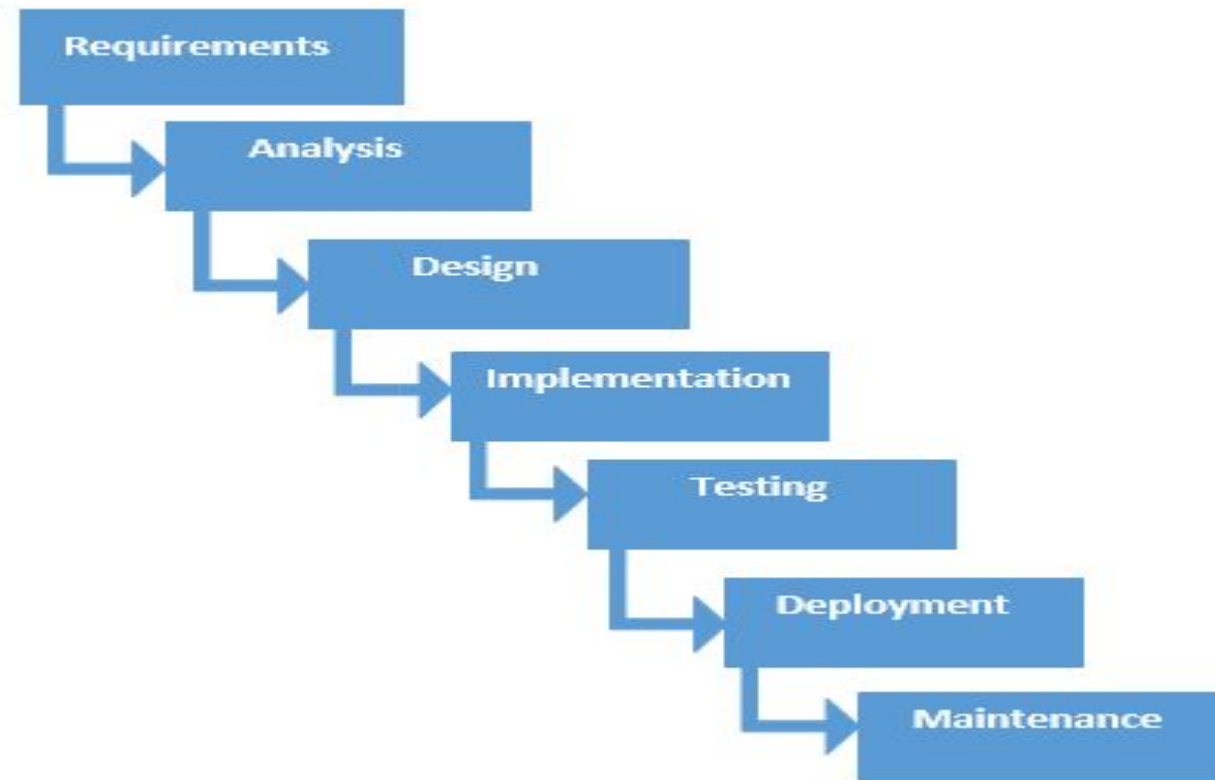 Requirements
Analysis
Design
Implementation
Testing
Deployment
Maintenance